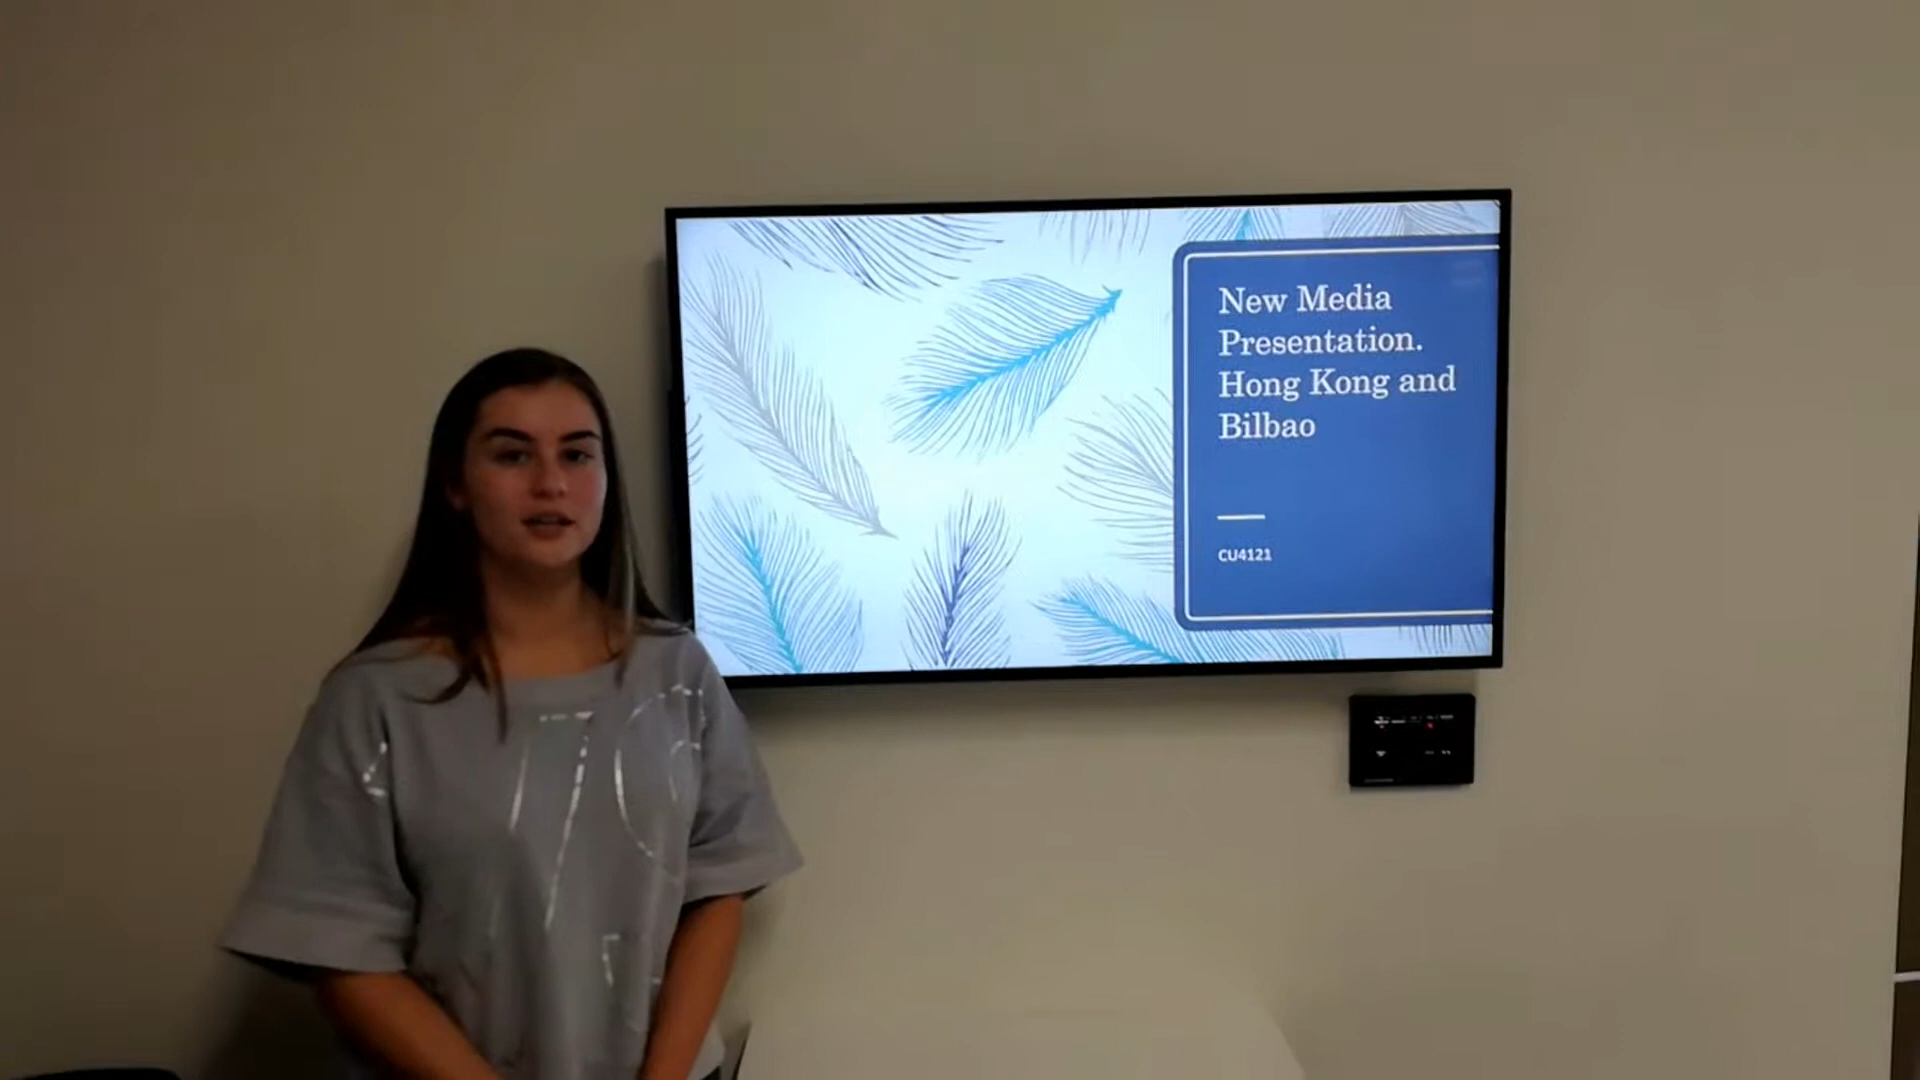 New Media
Presentation.
Hong Kong and
Bilbao
CU4121